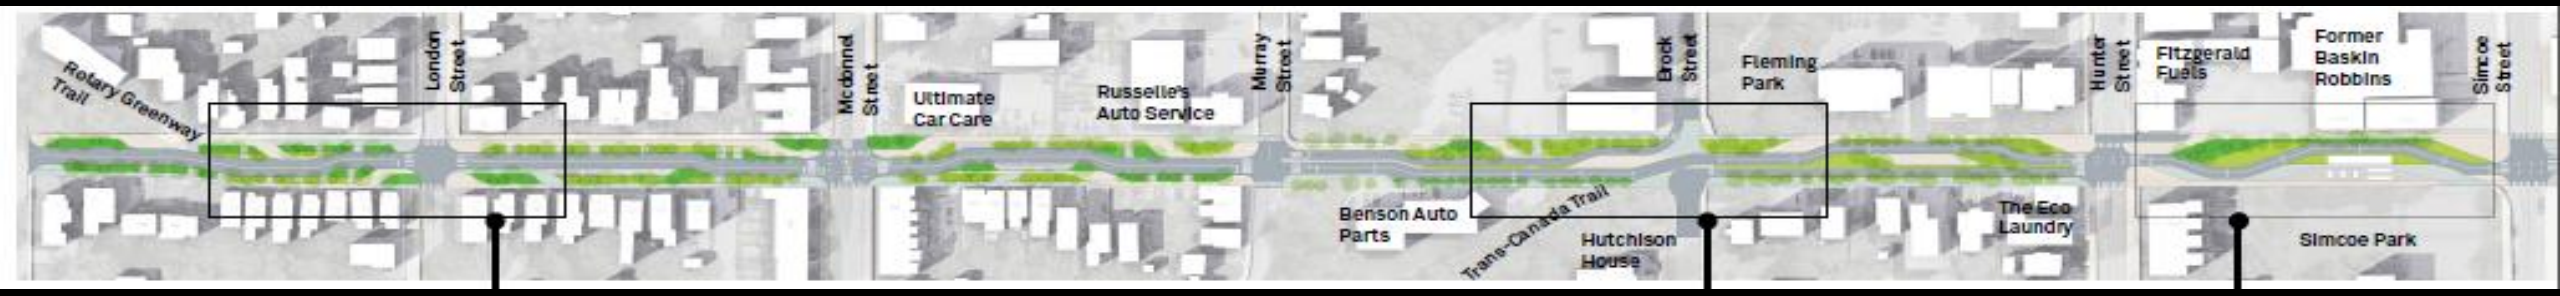 Rotary Greenway
Trail
London
Street
Mcdonnel
Street
Ultimate
Car Care
Russelle's
Auto Service
Murray
Street
Benson Auto
Parts
Trans-Canada Trail
Hutchison
House
Brock
Street
Fleming
Park
The Eco
Laundry
Hunter
Street
Fitzgerald
Fuels
Former
Baskin
Robbins
Simcoe Park
Simcoe
Street